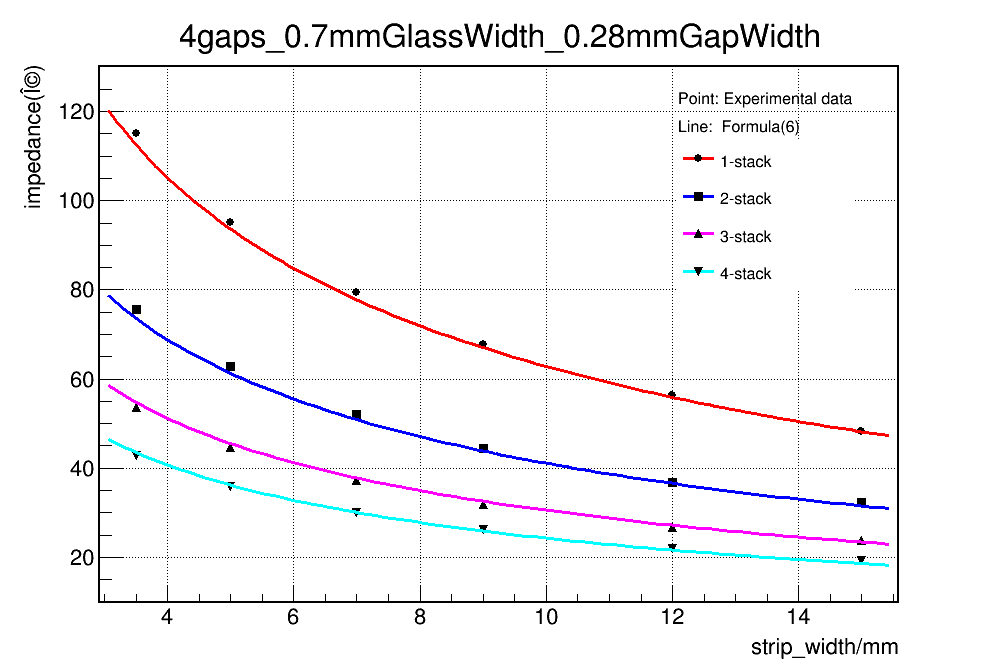 4gaps_0.7mmGlassWidth_0.28mmGapWidth
impedance(Î©)
120
100
80
60
40
20
Point: Experimental data
Line: Formula(6)
1-stack
2-stack
3-stack
4-stack
4 6 8 10 12 14
strip_width/mm